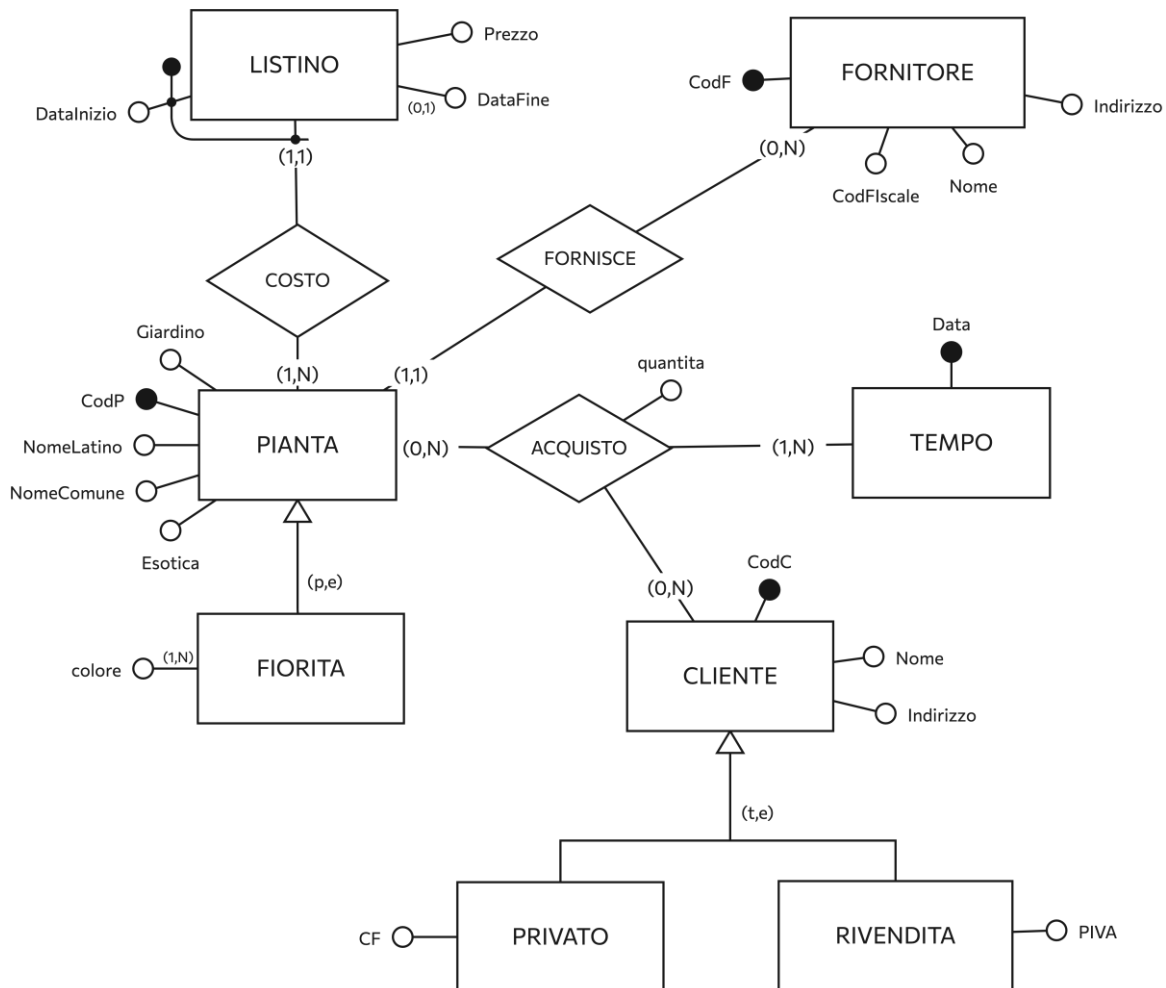 Prezzo
LISTINO
FORNITORE
CodF
DataInizio
(0,1)
DataFine
Indirizzo
(1,1)
(0,N)
CodFIscale
Nome
FORNISCE
COSTO
Giardino
Data
quantita
(1,N)
(1,1)
CodP
PIANTA
(0,N)
ACQUISTO
(1,N)
TEMPO
NomeLatino
NomeComune
Esotica
CodC
(p,e)
(0,N)
colore
(1,N)
FIORITA
CLIENTE
Nome
Indirizzo
(t,e)
CF
PRIVATO
RIVENDITA
PIVA